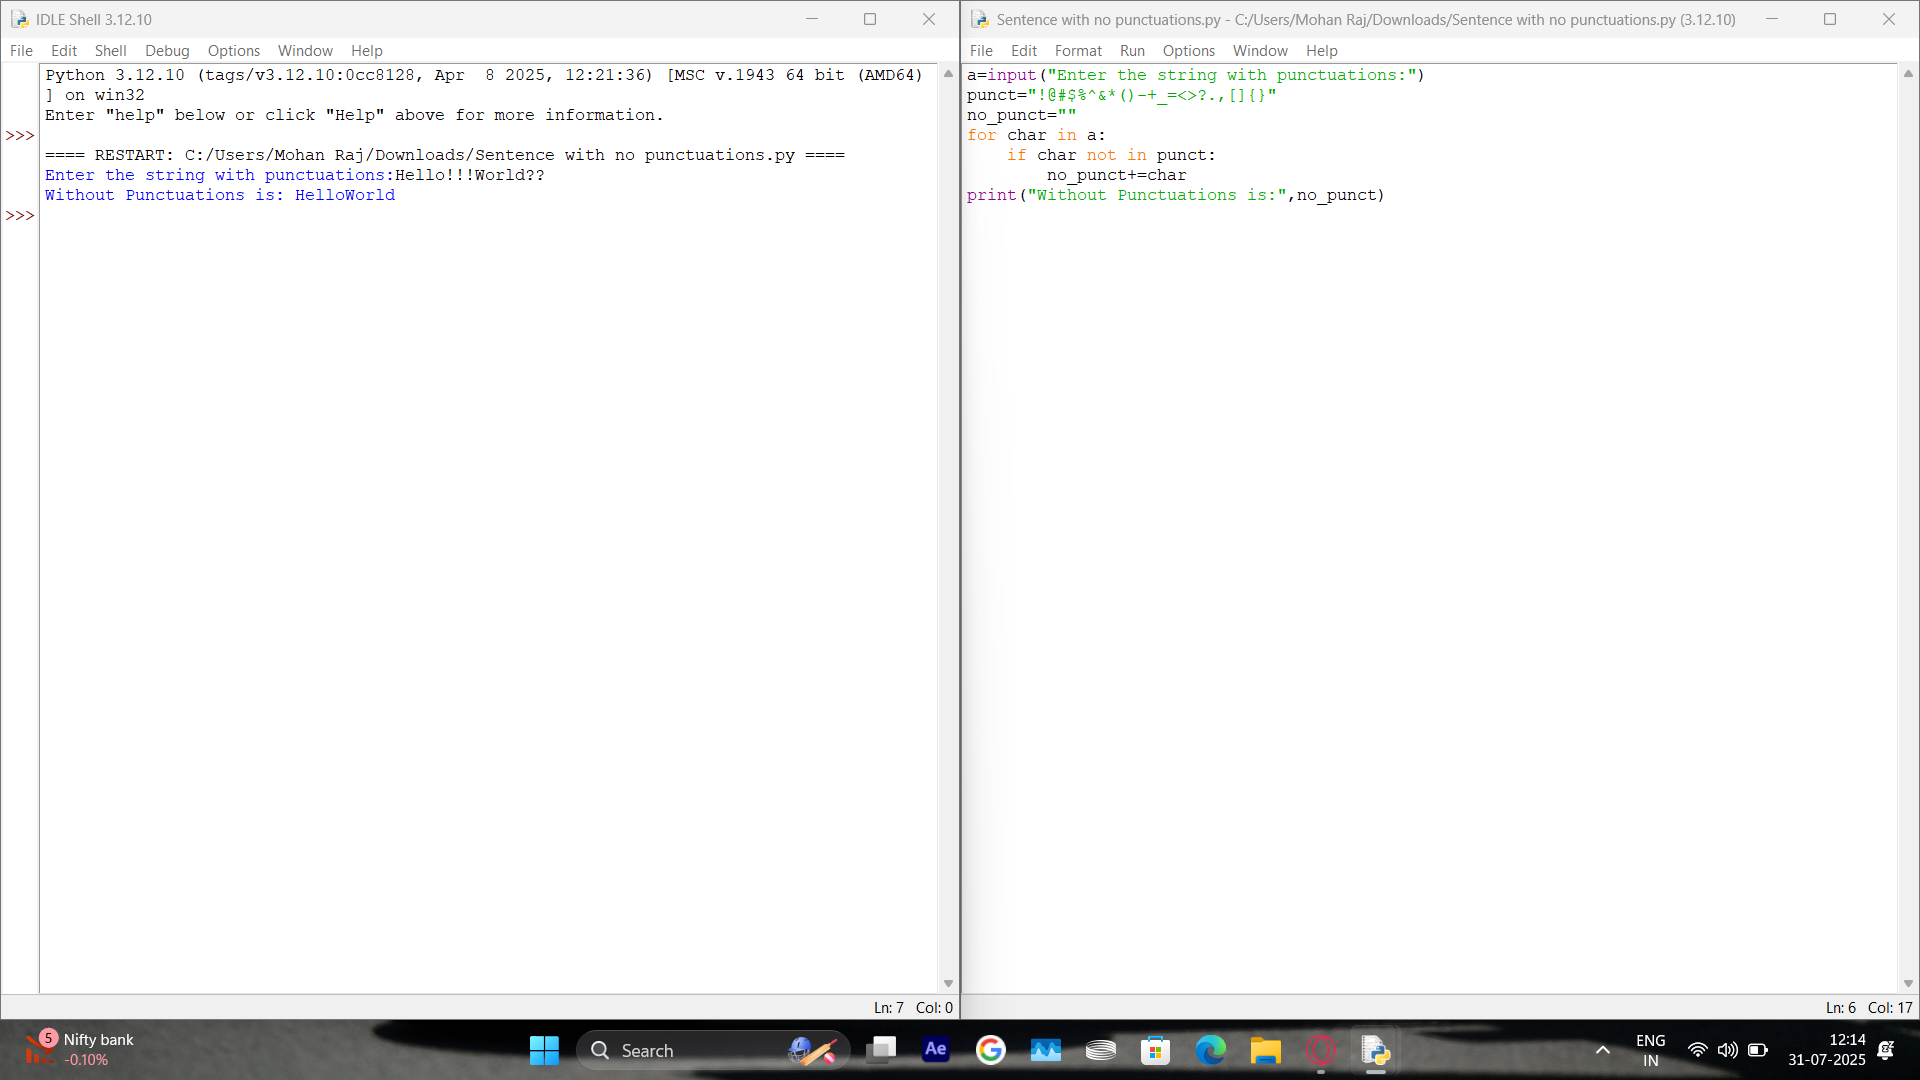 IDLE Shell 3.12.10
File Edit Shell Debug Options Window Help
Python 3.12.10 (tags/v3.12.10:0cc8128, Apr  8 2025, 12:21:36) [MSC v.1943 64 bit (AMD64)
] on win32
Enter "help" below or click "Help" above for more information.
>>>
==== RESTART: C:/Users/Mohan Raj/Downloads/Sentence with no punctuations.py ====
Enter the string with punctuations:Hello!!!World??
Without Punctuations is: HelloWorld
>>>
Ln: 7 Col: 0
Sentence with no punctuations.py - C:/Users/Mohan Raj/Downloads/Sentence with no punctuations.py (3.12.10)
File Edit Format Run Options Window Help
a=input("Enter the string with punctuations:")
punct="!@#$%^&*()-+_=<>?.,[]{}"
no_punct=""
for char in a:
    if char not in punct:
        no_punct+=char
print("Without Punctuations is:",no_punct)
Ln: 6 Col: 17
5
Nifty bank
-0.10%
Search
Ae
ENG
IN
12:14
31-07-2025